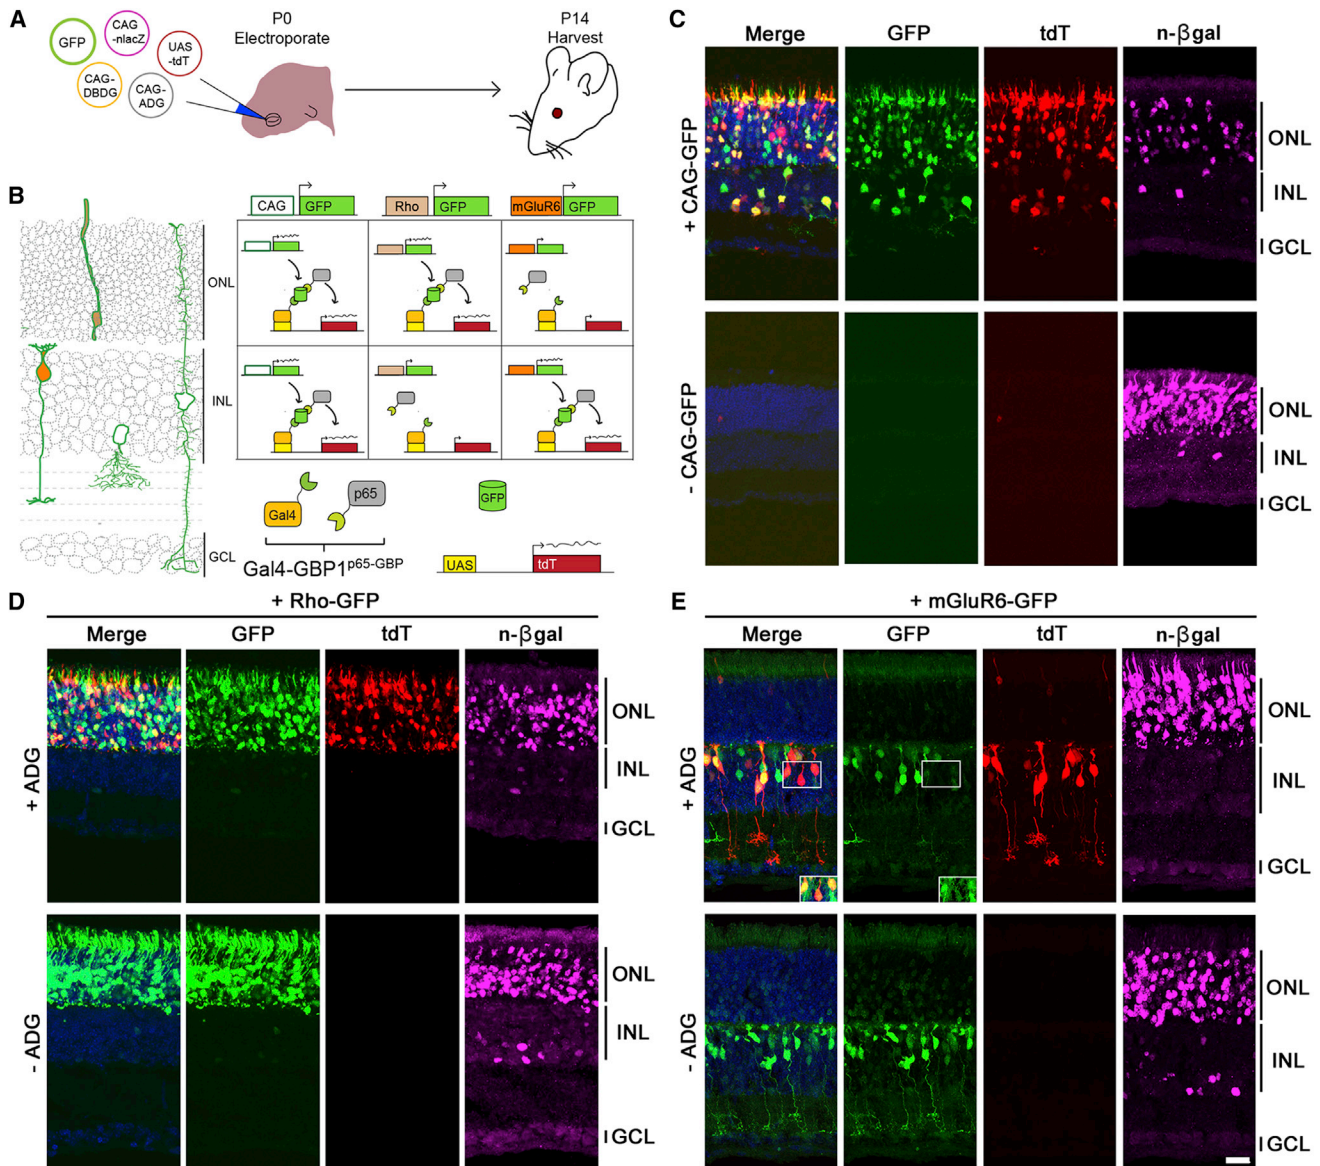 A
P0
Electroporate
P14
Harvest
GFP
CAG
-nlacZ
UAS
-tdT
CAG-
DBDG
CAG-
ADG
B
ONL
INL
GCL
CAG GFP
Rho GFP
mGluR6 GFP
Gal4
p65
GFP
Gal4-GBP1p65-GBP
UAS
tdT
C
Merge GFP tdT n-βgal
+ CAG-GFP
ONL
INL
GCL
- CAG-GFP
ONL
INL
GCL
D
+ Rho-GFP
Merge GFP tdT n-βgal
+ ADG
ONL
INL
GCL
- ADG
ONL
INL
GCL
E
+ mGluR6-GFP
Merge GFP tdT n-βgal
+ ADG
ONL
INL
GCL
- ADG
ONL
INL
GCL